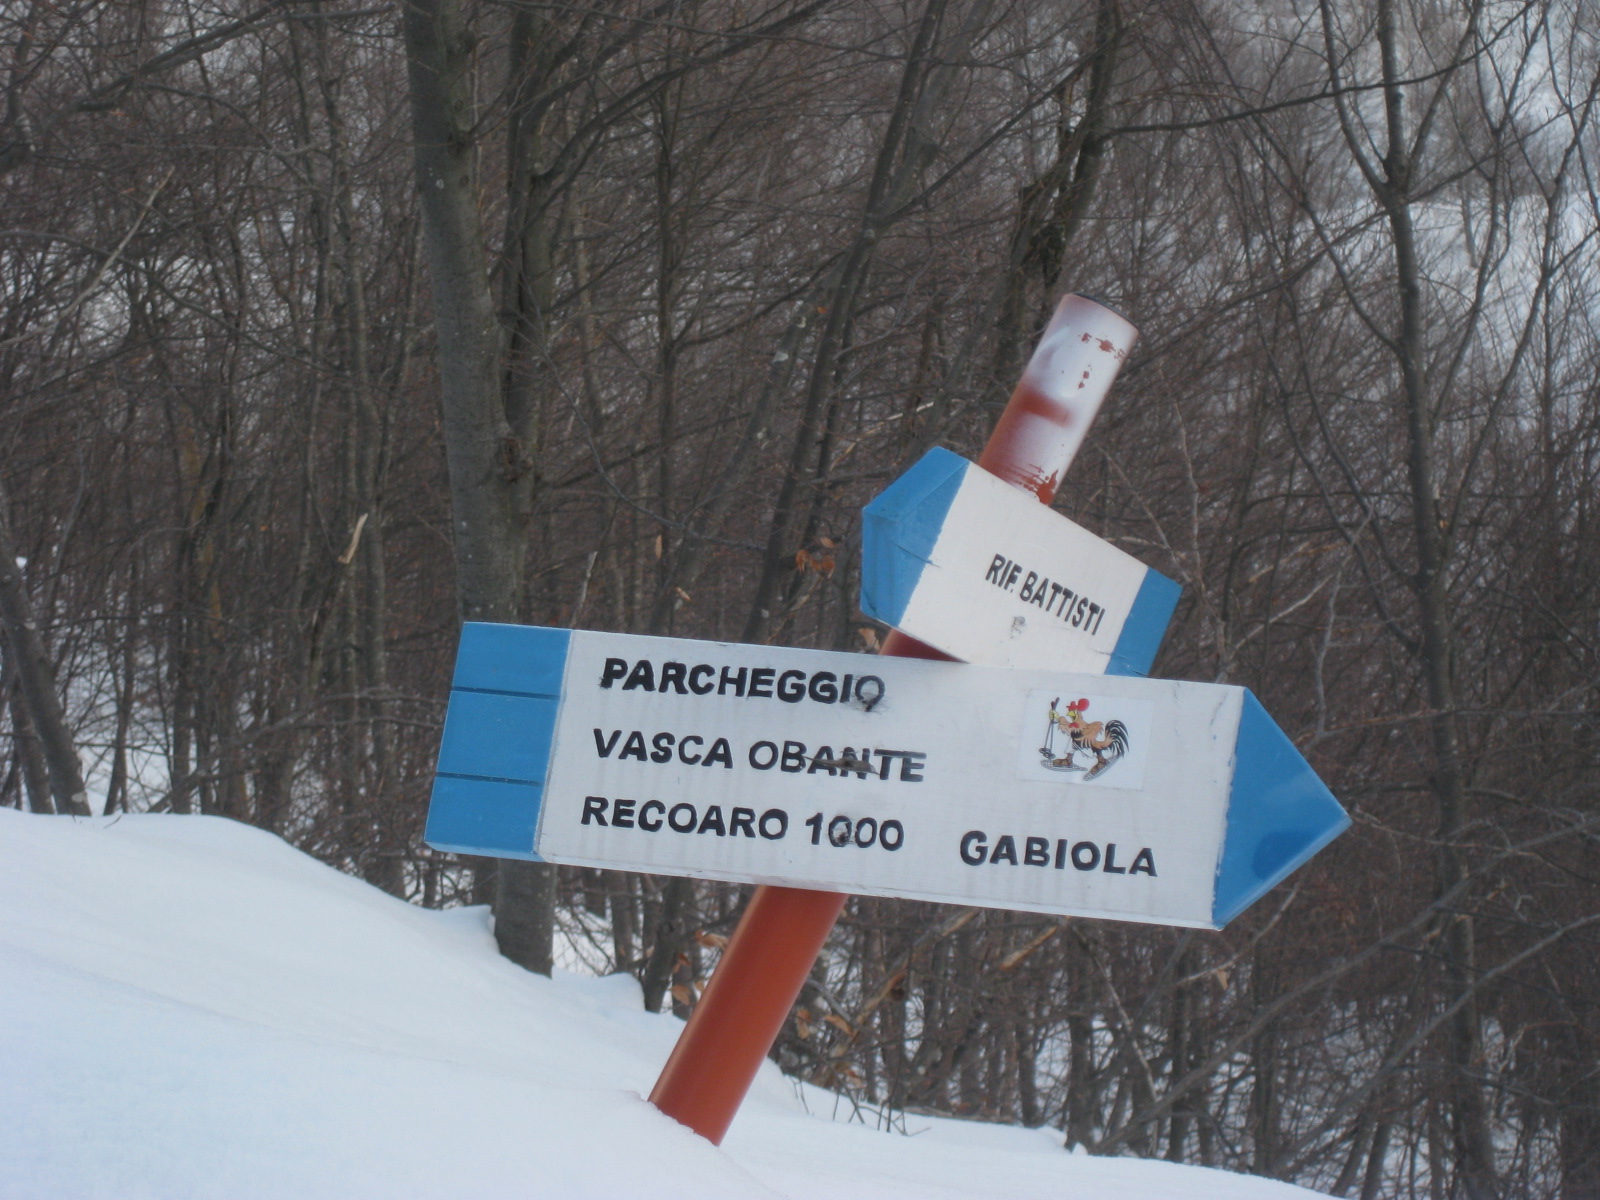 RIF. BATTISTI
PARCHEGGIO
VASCA OBANTE
RECOARO 1000 GABIOLA